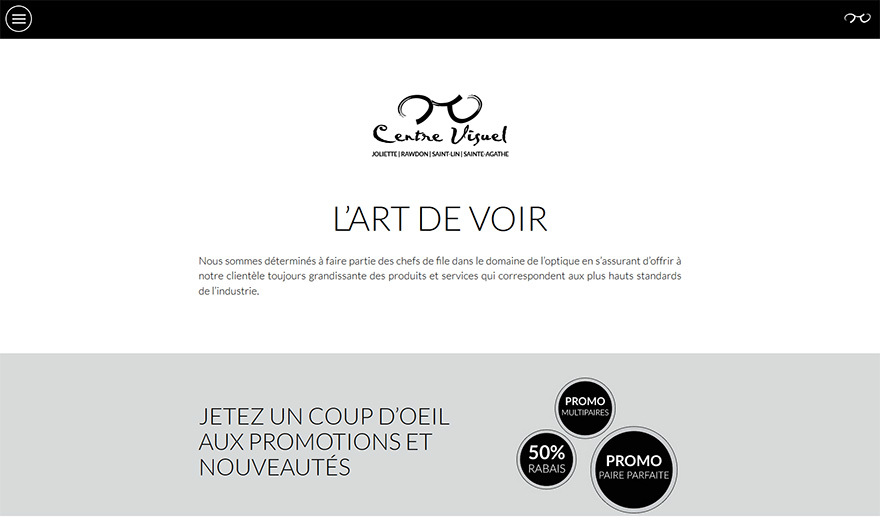 Centre Visuel
JOLIETTE | RAWDON | SAINT-LIN | SAINTE-AGATHE
L'ART DE VOIR
Nous sommes déterminés à faire partie des chefs de file dans le domaine de l'optique en s'assurant d'offrir à
notre clientèle toujours grandissante des produits et services qui correspondent aux plus hauts standards
de l'industrie.
JETEZ UN COUP D'OEIL
AUX PROMOTIONS ET
NOUVEAUTÉS
PROMO
MULTIPAIRES
50%
RABAIS
PROMO
PAIRE PARFAITE